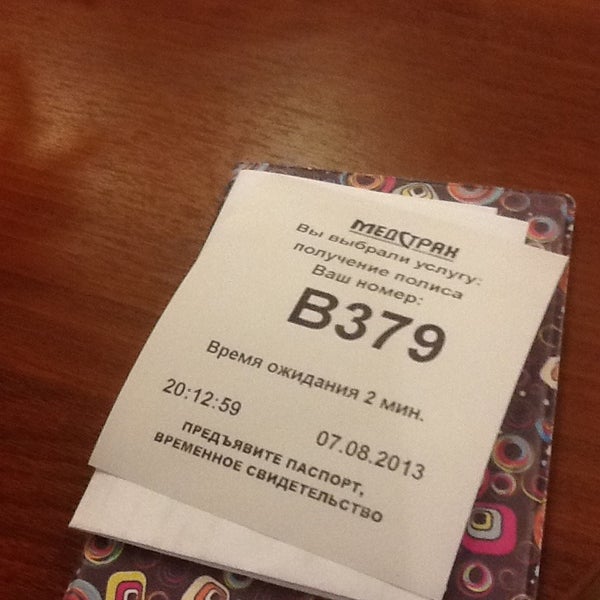 МЕДСТРАХ
Вы выбрали услугу:
получение полиса
Ваш номер:
В379
Время ожидания 2 мин.
20:12:59
07.08.2013
ПРЕДЪЯВИТЕ ПАСПОРТ,
ВРЕМЕННОЕ СВИДЕТЕЛЬСТВО